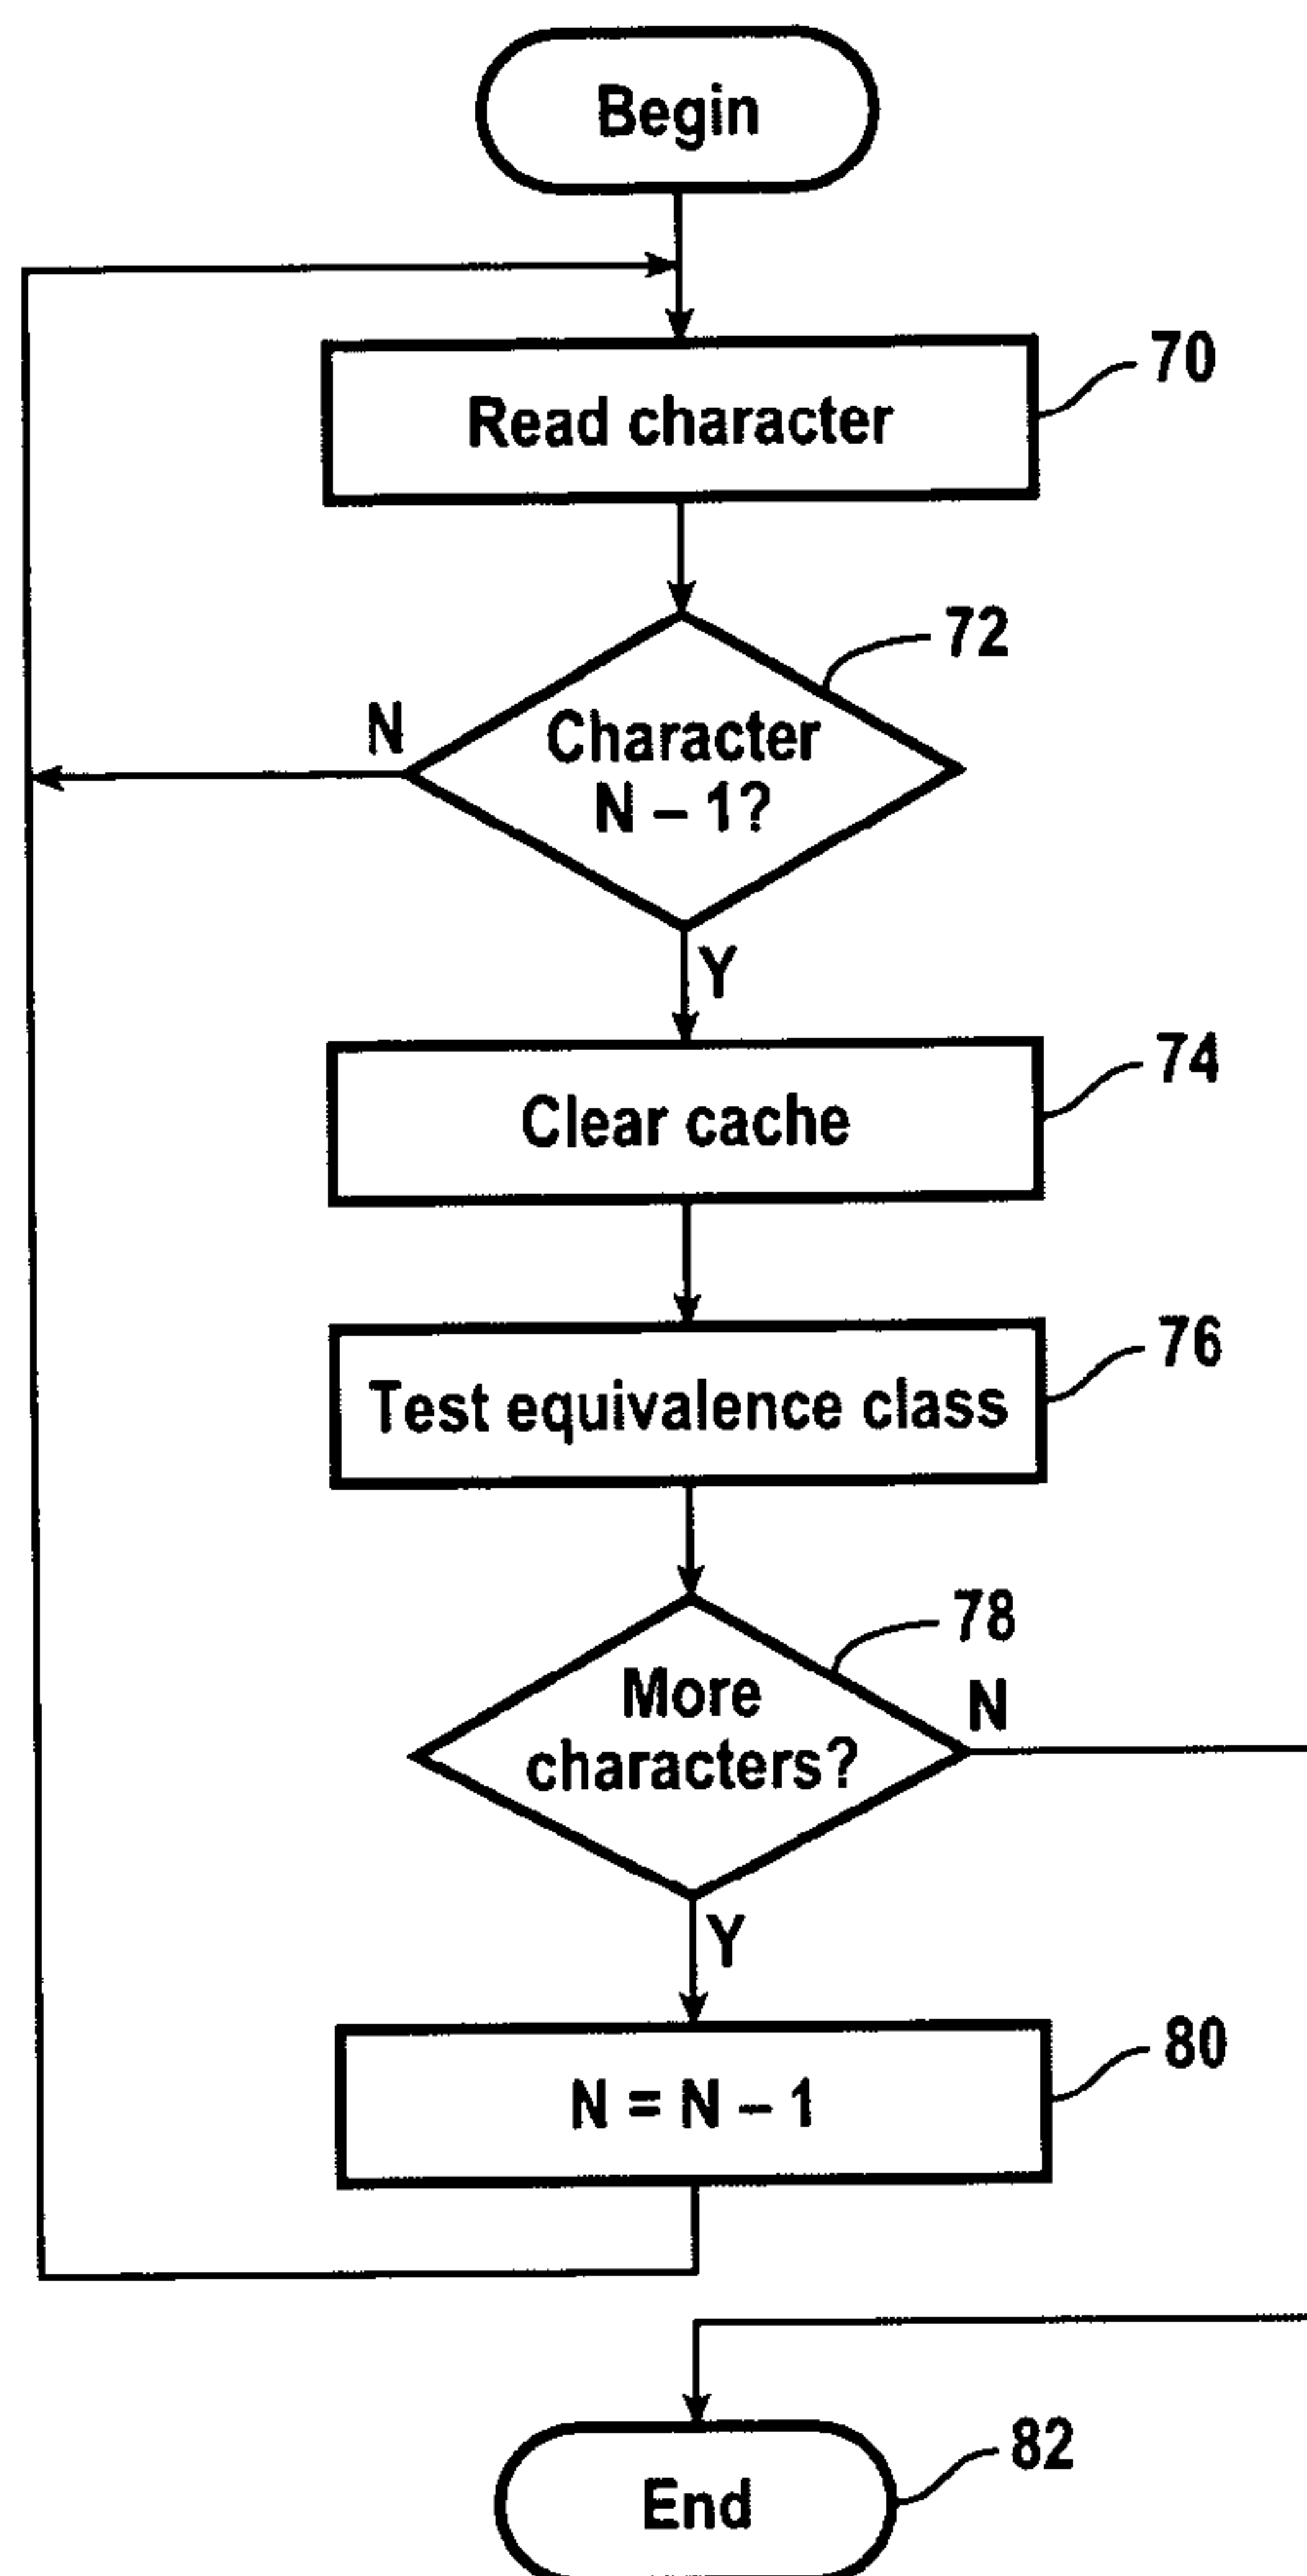 Begin
70
Read character
72
N
Character
N – 1?
Y
74
Clear cache
76
Test equivalence class
78
More
N
characters?
Y
80
N = N – 1
82
End